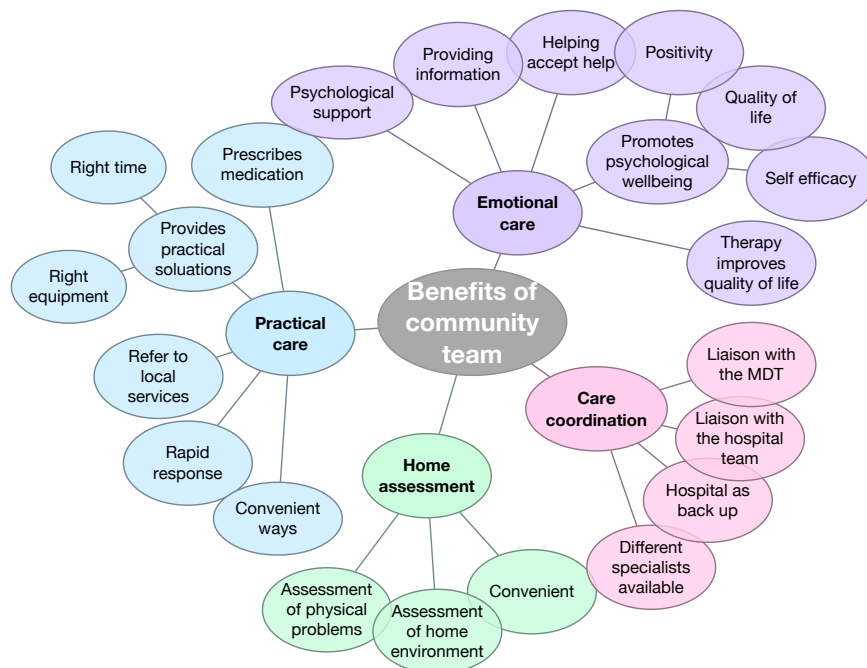 Benefits of
community
team
Emotional
care
Psychological
support
Providing
information
Helping
accept help
Positivity
Promotes
psychological
wellbeing
Quality of
life
Self efficacy
Therapy
improves
quality of life
Care
coordination
Liaison with
the MDT
Liaison with
the hospital
team
Hospital as
back up
Different
specialists
available
Home
assessment
Convenient
Assessment
of home
environment
Assessment
of physical
problems
Practical
care
Prescribes
medication
Provides
practical
soluations
Right time
Right
equipment
Refer to
local
services
Rapid
response
Convenient
ways